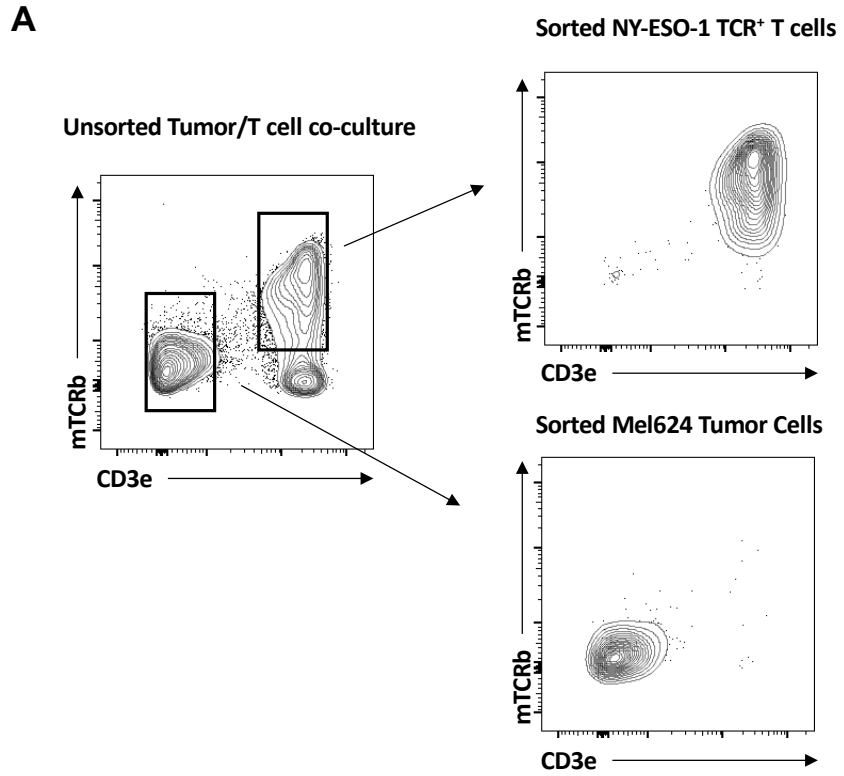 A
Sorted NY-ESO-1 TCR⁺ T cells
Unsorted Tumor/T cell co-culture
mTCRb
CD3e
mTCRb
CD3e
Sorted Mel624 Tumor Cells
mTCRb
CD3e